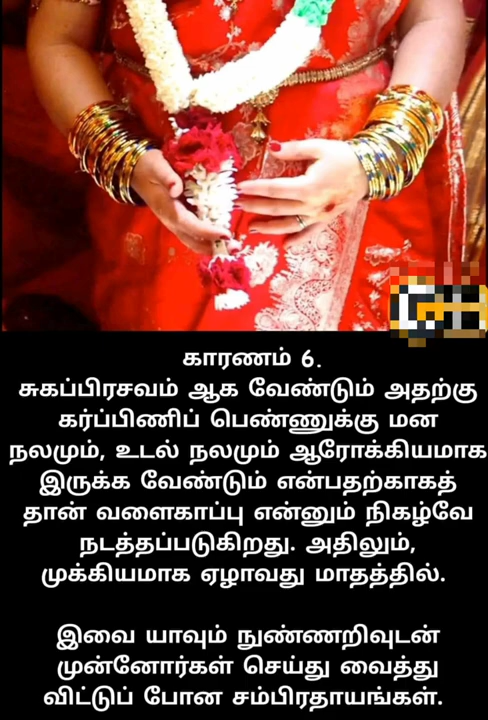 காரணம் 6.
சுகப்பிரசவம் ஆக வேண்டும் அதற்கு
கர்ப்பிணிப் பெண்ணுக்கு மன
நலமும், உடல் நலமும் ஆரோக்கியமாக
இருக்க வேண்டும் என்பதற்காகத்
தான் வளைகாப்பு என்னும் நிகழ்வே
நடத்தப்படுகிறது. அதிலும்,
முக்கியமாக ஏழாவது மாதத்தில்.
இவை யாவும் நுண்ணறிவுடன்
முன்னோர்கள் செய்து வைத்து
விட்டுப் போன சம்பிரதாயங்கள்.